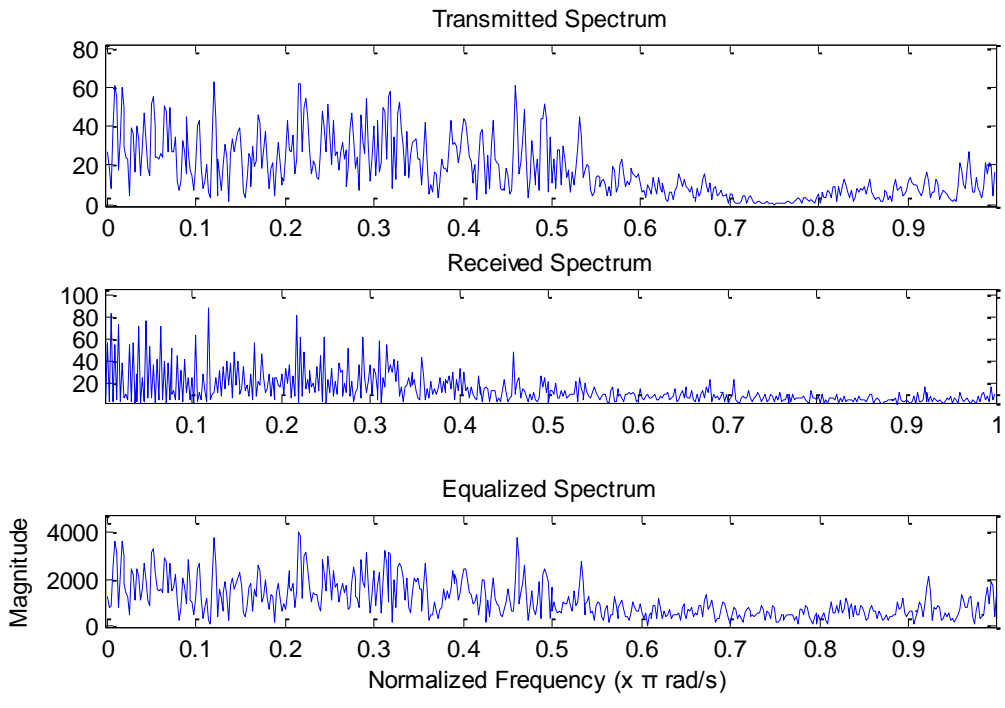 Transmitted Spectrum
80
60
40
20
0
0 0.1 0.2 0.3 0.4 0.5 0.6 0.7 0.8 0.9
Received Spectrum
100
80
60
40
20
0.1 0.2 0.3 0.4 0.5 0.6 0.7 0.8 0.9 1
Equalized Spectrum
Magnitude
4000
2000
0
0 0.1 0.2 0.3 0.4 0.5 0.6 0.7 0.8 0.9
Normalized Frequency (x π rad/s)